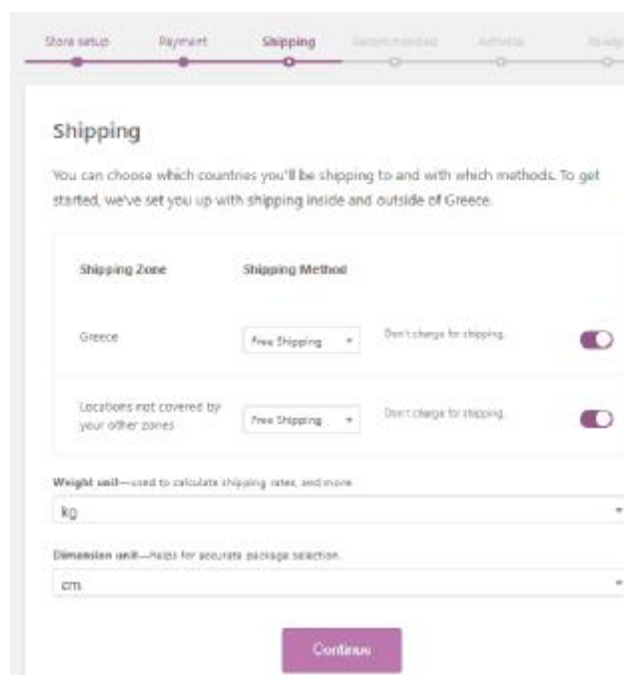 Store setup Payment Shipping Recommended Activate Ready
Shipping
You can choose which countries you'll be shipping to and with which methods. To get
started, we've set you up with shipping inside and outside of Greece.
Shipping Zone Shipping Method
Greece Free Shipping Don't charge for shipping.
Locations not covered by
your other zones Free Shipping Don't charge for shipping.
Weight unit—used to calculate shipping rates, and more.
kg
Dimension unit—helps for accurate package selection.
cm
Continue